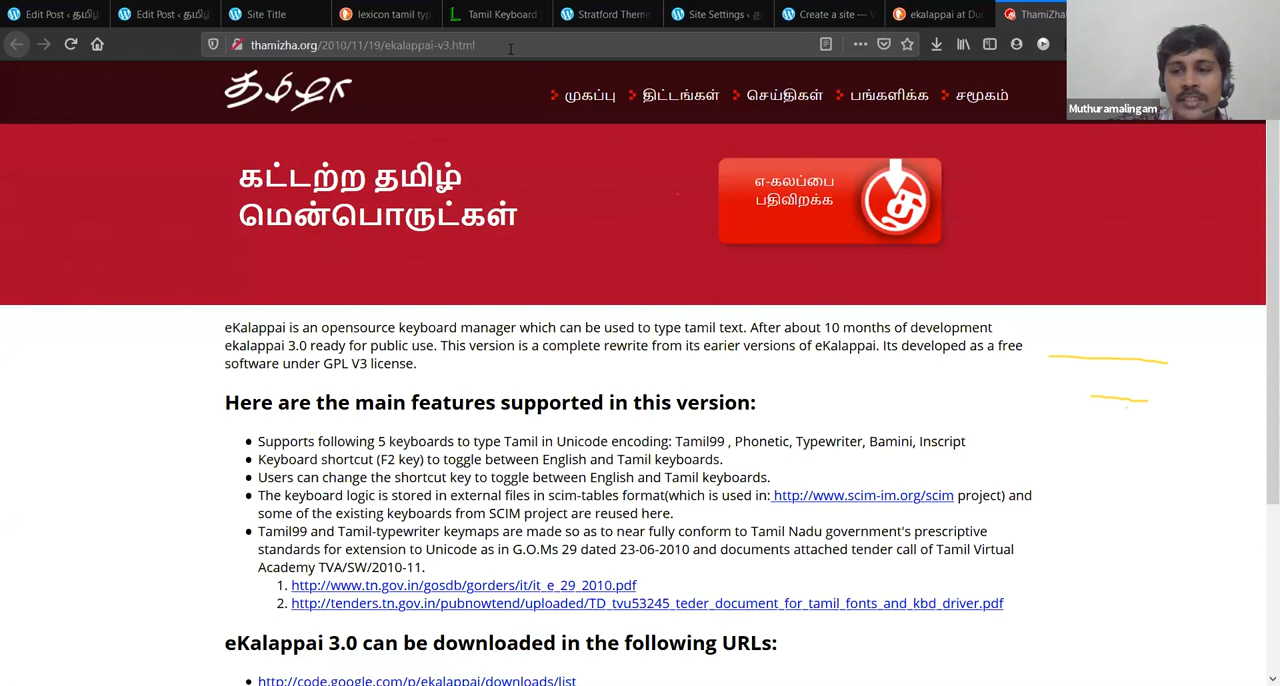 Edit Post ‹ தமிழ்
Edit Post ‹ தமிழ்
Site Title
lexicon tamil typ
Tamil Keyboard
Stratford Theme
Site Settings ‹
Create a site — W
ekalappai at Du
ThamiZha
thamizha.org/2010/11/19/ekalappai-v3.html
Muthuramalingam
தமிழா
முகப்பு
திட்டங்கள்
செய்திகள்
பங்களிக்க
சமூகம்
கட்டற்ற தமிழ்
மென்பொருட்கள்
எ-கலப்பை
பதிவிறக்க
த
eKalappai is an opensource keyboard manager which can be used to type tamil text. After about 10 months of development
ekalappai 3.0 ready for public use. This version is a complete rewrite from its earier versions of eKalappai. Its developed as a free
software under GPL V3 license.
Here are the main features supported in this version:
Supports following 5 keyboards to type Tamil in Unicode encoding: Tamil99 , Phonetic, Typewriter, Bamini, Inscript
Keyboard shortcut (F2 key) to toggle between English and Tamil keyboards.
Users can change the shortcut key to toggle between English and Tamil keyboards.
The keyboard logic is stored in external files in scim-tables format(which is used in: http://www.scim-im.org/scim project) and
some of the existing keyboards from SCIM project are reused here.
Tamil99 and Tamil-typewriter keymaps are made so as to near fully conform to Tamil Nadu government's prescriptive
standards for extension to Unicode as in G.O.Ms 29 dated 23-06-2010 and documents attached tender call of Tamil Virtual
Academy TVA/SW/2010-11.
1. http://www.tn.gov.in/gosdb/gorders/it/it_e_29_2010.pdf
2. http://tenders.tn.gov.in/pubnowtend/uploaded/TD_tvu53245_teder_document_for_tamil_fonts_and_kbd_driver.pdf
eKalappai 3.0 can be downloaded in the following URLs:
http://code.google.com/p/ekalappai/downloads/list